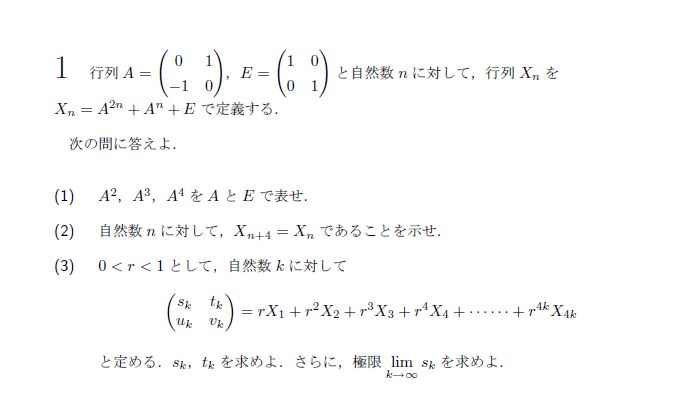 1 行列 A = \begin{pmatrix} 0 & 1 \\ -1 & 0 \end{pmatrix}, E = \begin{pmatrix} 1 & 0 \\ 0 & 1 \end{pmatrix} と自然数 n に対して，行列 X_n を
X_n = A^{2n} + A^n + E で定義する．
次の問に答えよ．
(1) A^2，A^3，A^4 を A と E で表せ．
(2) 自然数 n に対して，X_{n+4} = X_n であることを示せ．
(3) 0 < r < 1 として，自然数 k に対して
\begin{pmatrix} s_k & t_k \\ u_k & v_k \end{pmatrix} = rX_1 + r^2X_2 + r^3X_3 + r^4X_4 + ⋯⋯ + r^{4k}X_{4k}
と定める．s_k，t_k を求めよ．さらに，極限 \lim_{k→∞} s_k を求めよ．